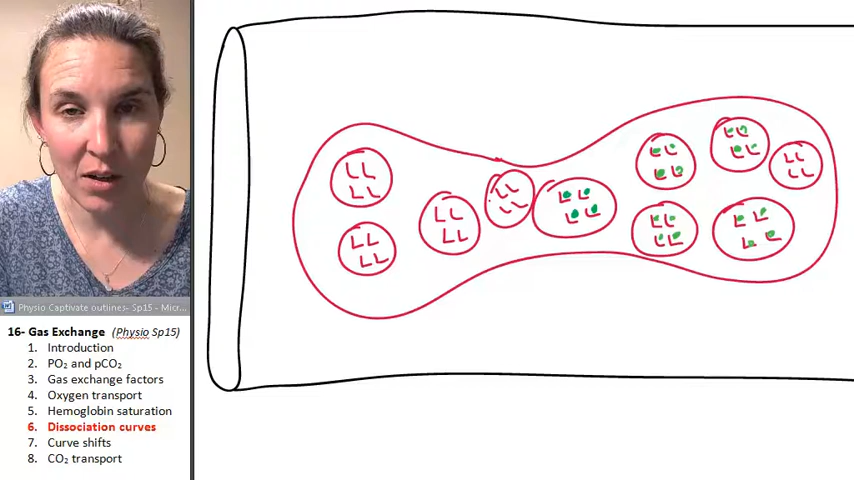 Physio Captivate outlines- Sp15 - Micr...
16- Gas Exchange (Physio Sp15)
1. Introduction
2. PO₂ and pCO₂
3. Gas exchange factors
4. Oxygen transport
5. Hemoglobin saturation
6. Dissociation curves
7. Curve shifts
8. CO₂ transport